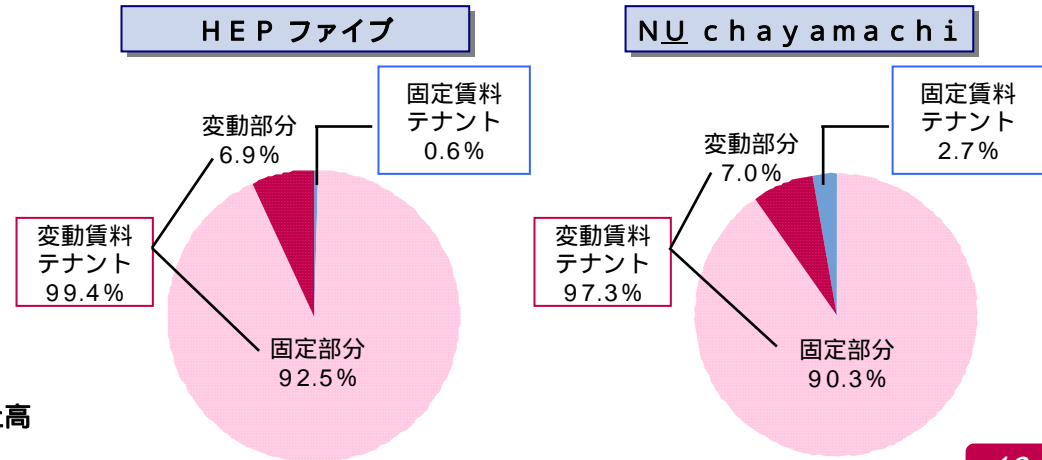 HEP ファイブ
固定賃料
テナント
0.6%
変動部分
6.9%
変動賃料
テナント
99.4%
固定部分
92.5%
NU chayamachi
固定賃料
テナント
2.7%
変動部分
7.0%
変動賃料
テナント
97.3%
固定部分
90.3%
高